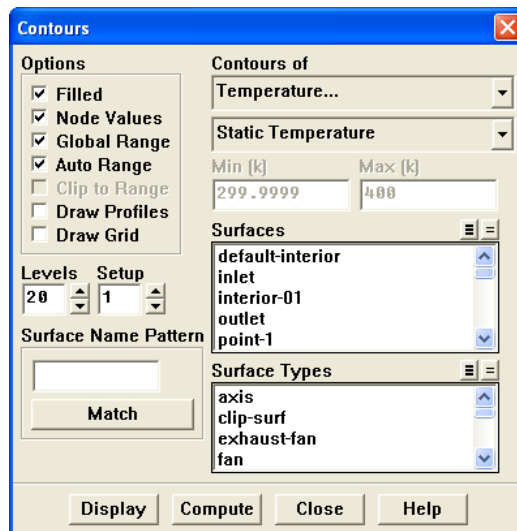 Contours
Options
Filled
Node Values
Global Range
Auto Range
Clip to Range
Draw Profiles
Draw Grid
Levels Setup
20 1
Surface Name Pattern
Match
Contours of
Temperature...
Static Temperature
Min (k) Max (k)
299.9999 400
Surfaces
default-interior
inlet
interior-01
outlet
point-1
Surface Types
axis
clip-surf
exhaust-fan
fan
Display Compute Close Help